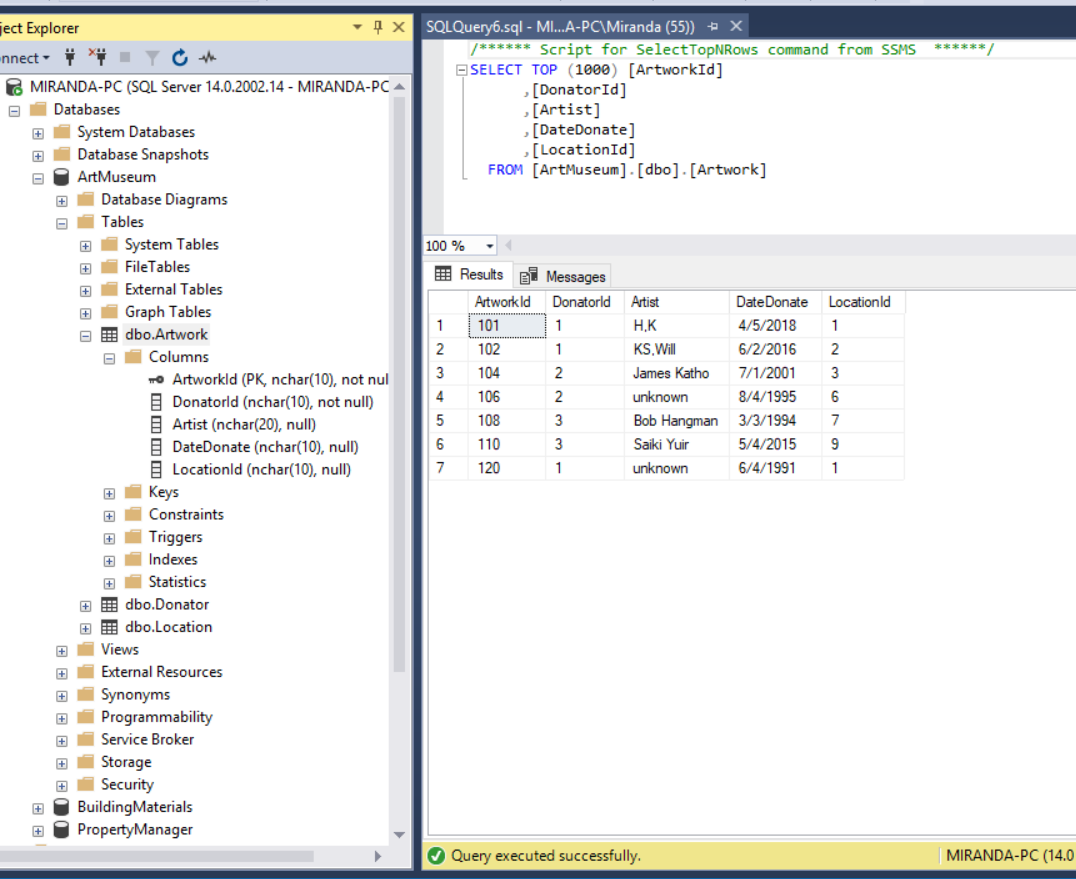 ject Explorer
nnect
MIRANDA-PC (SQL Server 14.0.2002.14 - MIRANDA-PC
Databases
System Databases
Database Snapshots
ArtMuseum
Database Diagrams
Tables
System Tables
FileTables
External Tables
Graph Tables
dbo.Artwork
Columns
ArtworkId (PK, nchar(10), not nul
DonatorId (nchar(10), not null)
Artist (nchar(20), null)
DateDonate (nchar(10), null)
LocationId (nchar(10), null)
Keys
Constraints
Triggers
Indexes
Statistics
dbo.Donator
dbo.Location
Views
External Resources
Synonyms
Programmability
Service Broker
Storage
Security
BuildingMaterials
PropertyManager
SQLQuery6.sql - MI...A-PC\Miranda (55))
/****** Script for SelectTopNRows command from SSMS ******/
SELECT TOP (1000) [ArtworkId]
,[DonatorId]
,[Artist]
,[DateDonate]
,[LocationId]
FROM [ArtMuseum].[dbo].[Artwork]
100 %
Results Messages
ArtworkId DonatorId Artist DateDonate LocationId
1 101 1 H,K 4/5/2018 1
2 102 1 KS,Will 6/2/2016 2
3 104 2 James Katho 7/1/2001 3
4 106 2 unknown 8/4/1995 6
5 108 3 Bob Hangman 3/3/1994 7
6 110 3 Saiki Yuir 5/4/2015 9
7 120 1 unknown 6/4/1991 1
Query executed successfully.
MIRANDA-PC (14.0